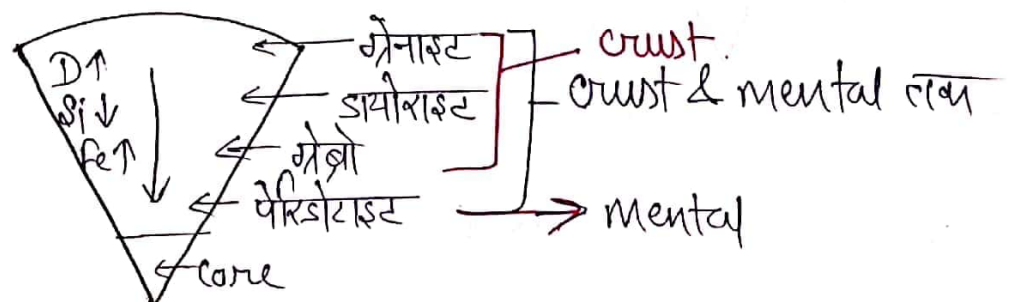 ग्रेनाइट
crust.
D↑
डायोराइट
crust & mental तक
Si↓
Fe↑
ग्रेब्रो
पेरिडोटाइट
mental
core